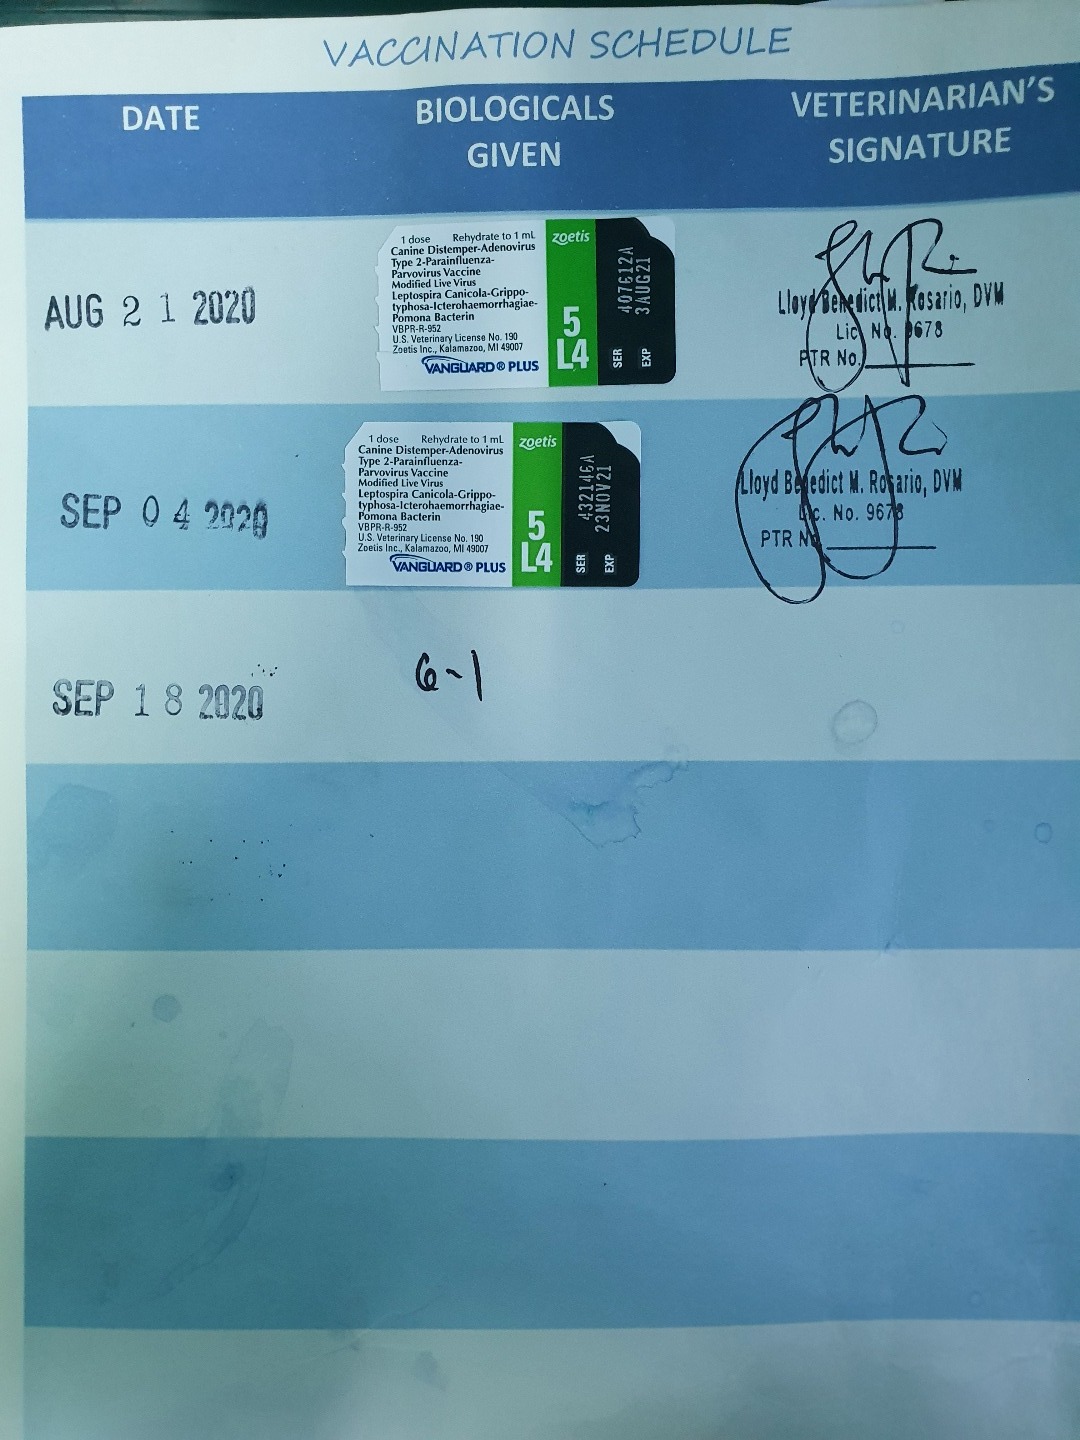 VACCINATION SCHEDULE
DATE
BIOLOGICALS
GIVEN
VETERINARIAN'S
SIGNATURE
AUG 21 2020
1 dose Rehydrate to 1 mL
Canine Distemper-Adenovirus
Type 2-Parainfluenza-
Parvovirus Vaccine
Modified Live Virus
Leptospira Canicola-Grippo-
typhosa-Icterohaemorrhagiae-
Pomona Bacterin
VBPR-R-952
U.S. Veterinary License No. 190
Zoetis Inc., Kalamazoo, MI 49007
VANGUARD® PLUS
zoetis
5
L4
SER 407612A
EXP 3AUG21
Lloyd Benedict M. Rosario, DVM
Lic. No. 9678
PTR No.
SEP 04 2020
1 dose Rehydrate to 1 mL
Canine Distemper-Adenovirus
Type 2-Parainfluenza-
Parvovirus Vaccine
Modified Live Virus
Leptospira Canicola-Grippo-
typhosa-Icterohaemorrhagiae-
Pomona Bacterin
VBPR-R-952
U.S. Veterinary License No. 190
Zoetis Inc., Kalamazoo, MI 49007
VANGUARD® PLUS
zoetis
5
L4
SER 432146A
EXP 23NOV21
Lloyd Benedict M. Rosario, DVM
Lic. No. 9678
PTR No
SEP 18 2020
6-1